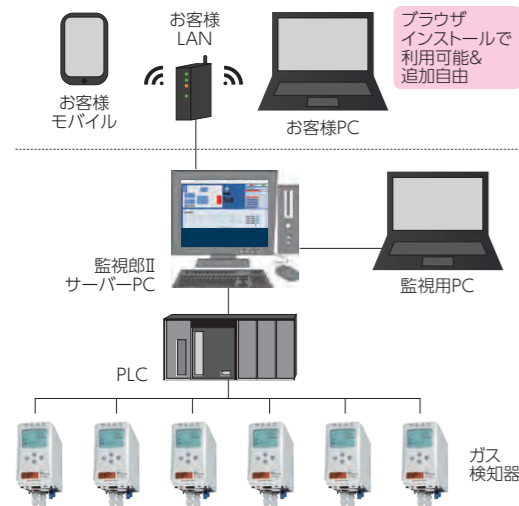 お客様
LAN
ブラウザ
インストールで
利用可能&
追加自由
お客様
モバイル
お客様PC
監視郎Ⅱ
サーバーPC
監視用PC
PLC
ガス
検知器